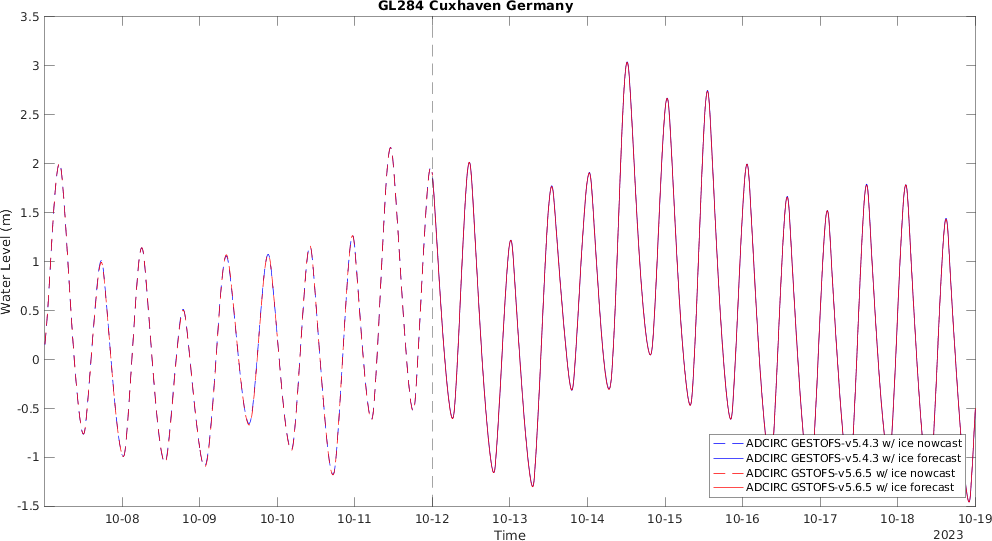 GL284 Cuxhaven Germany
3.5
3
2.5
2
1.5
1
0.5
0
-0.5
-1
-1.5
Water Level (m)
ADCIRC GESTOFS-v5.4.3 w/ ice nowcast
ADCIRC GESTOFS-v5.4.3 w/ ice forecast
ADCIRC GSTOFS-v5.6.5 w/ ice nowcast
ADCIRC GSTOFS-v5.6.5 w/ ice forecast
10-08 10-09 10-10 10-11 10-12 10-13 10-14 10-15 10-16 10-17 10-18 10-19
Time
2023